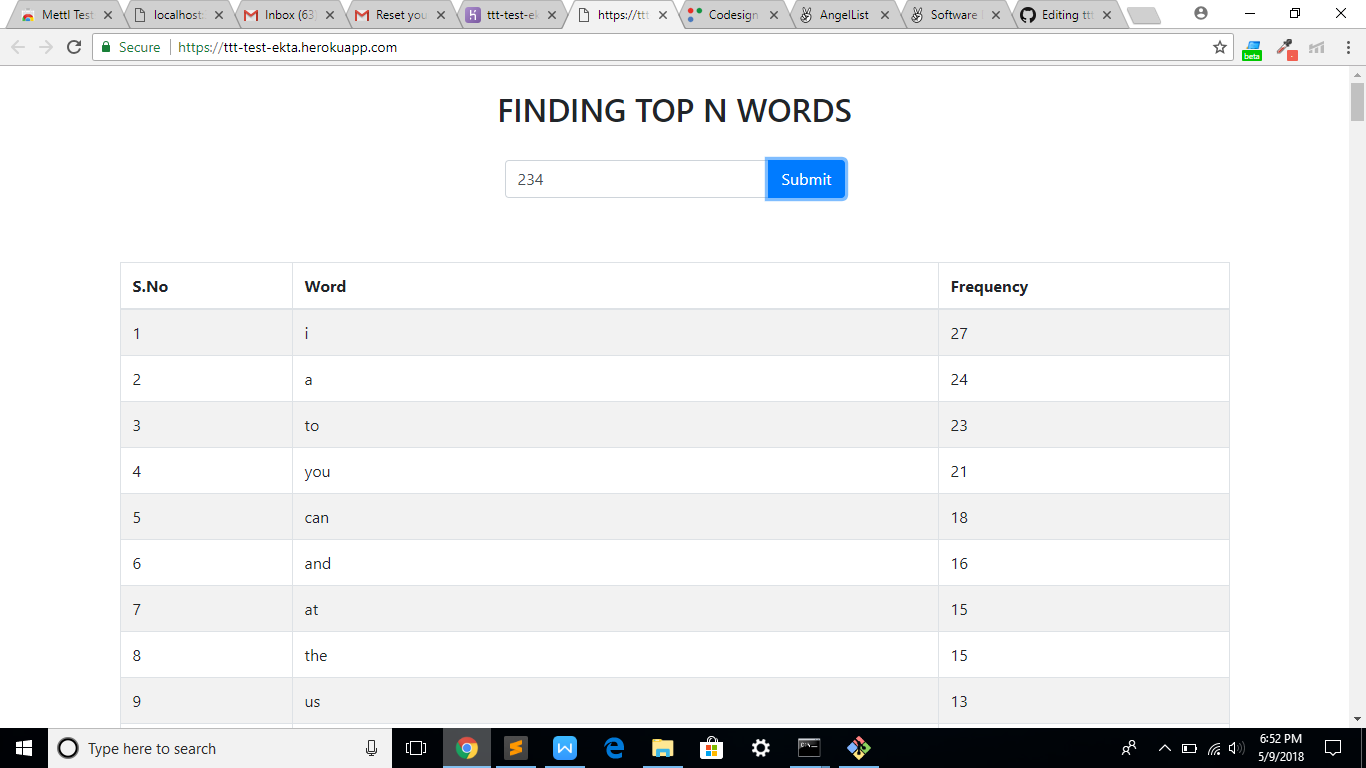 Mettl Test
localhost:
Inbox (63
Reset you
ttt-test-ek
https://ttt
Codesign
AngelList
Software
Editing ttt
Secure
https://ttt-test-ekta.herokuapp.com
beta
FINDING TOP N WORDS
234 Submit
S.No Word Frequency
1 i 27
2 a 24
3 to 23
4 you 21
5 can 18
6 and 16
7 at 15
8 the 15
9 us 13
Type here to search
6:52 PM
5/9/2018